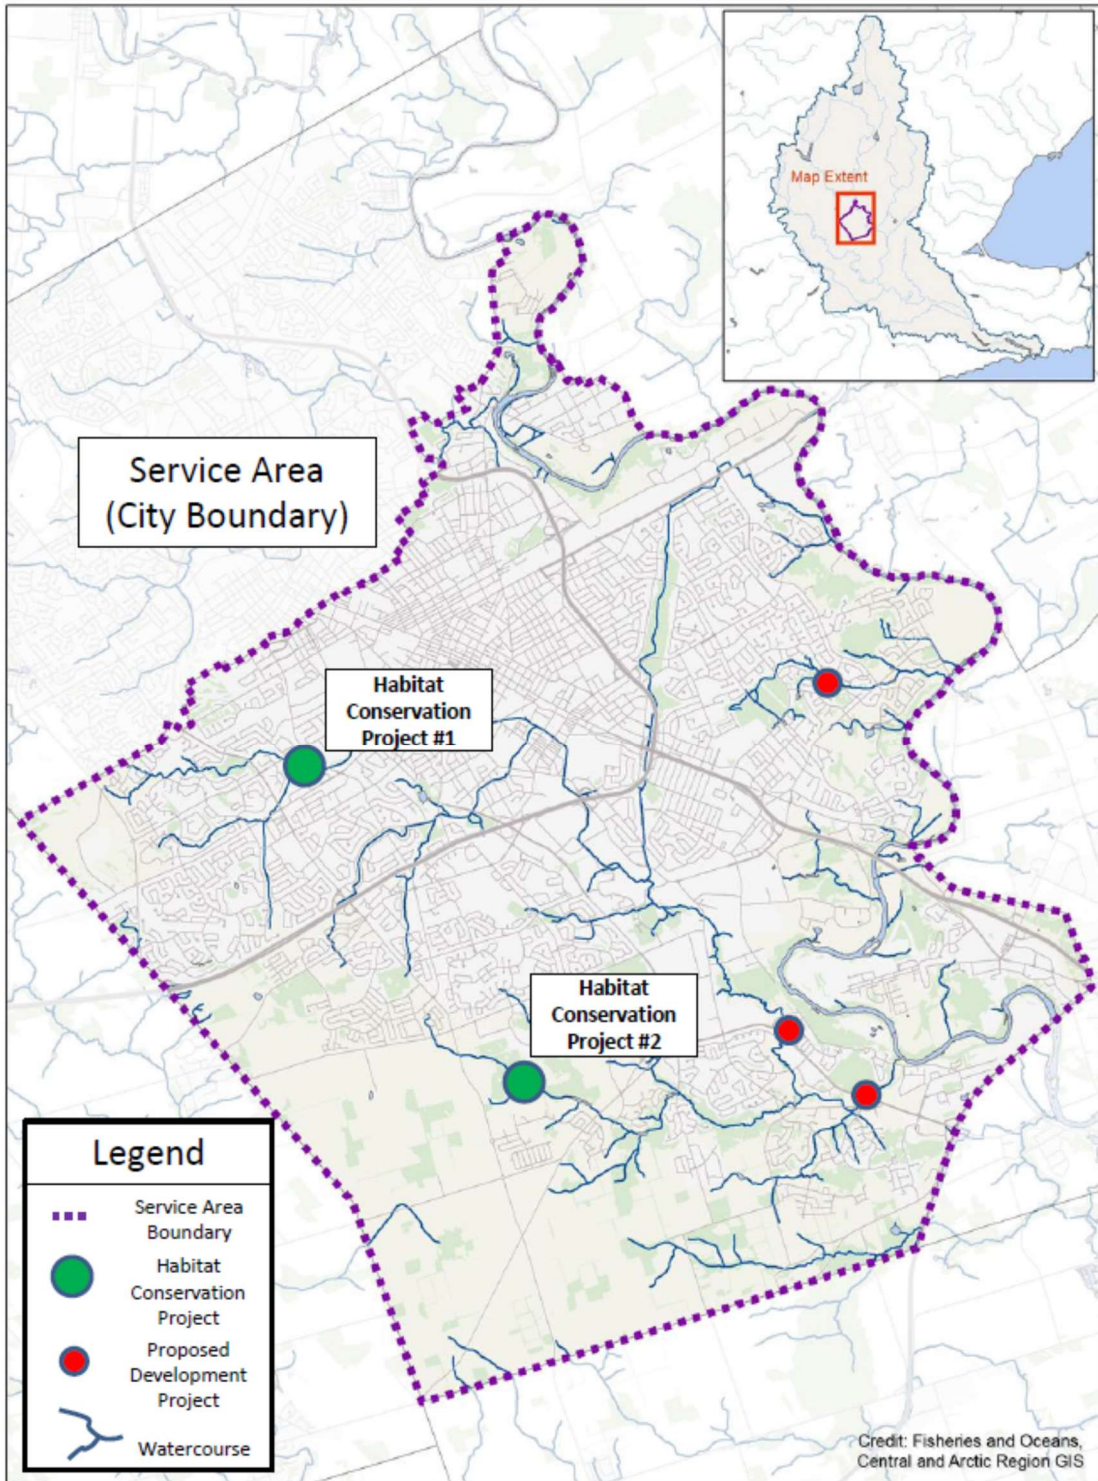 Map Extent
Service Area
(City Boundary)
Habitat
Conservation
Project #1
Habitat
Conservation
Project #2
Legend
Service Area
Boundary
Habitat
Conservation
Project
Proposed
Development
Project
Watercourse
Credit: Fisheries and Oceans,
Central and Arctic Region GIS